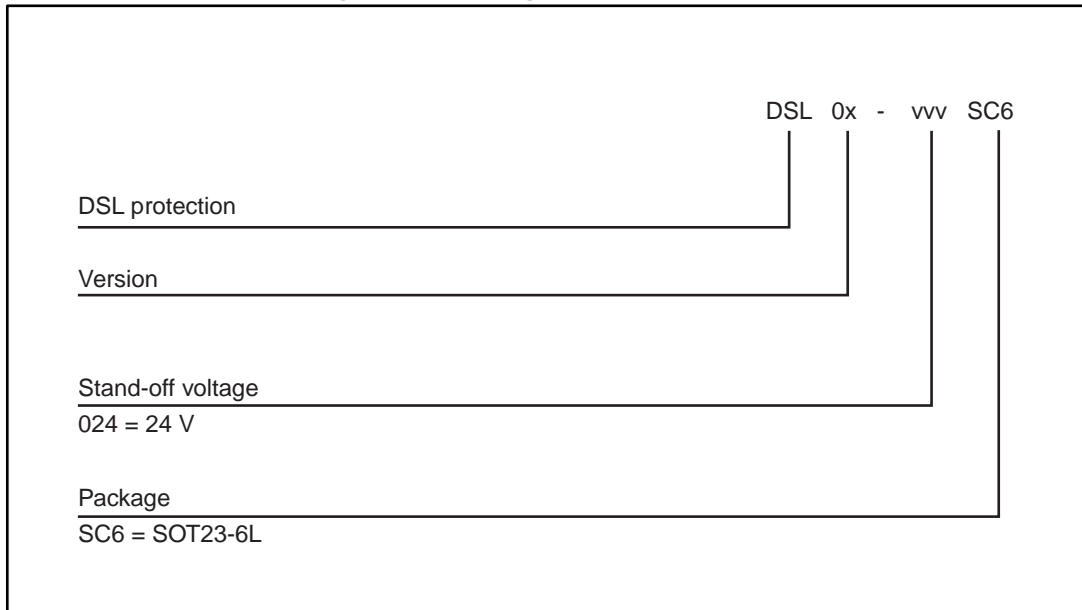 DSL 0x - vvv SC6
DSL protection
Version
Stand-off voltage
024 = 24 V
Package
SC6 = SOT23-6L